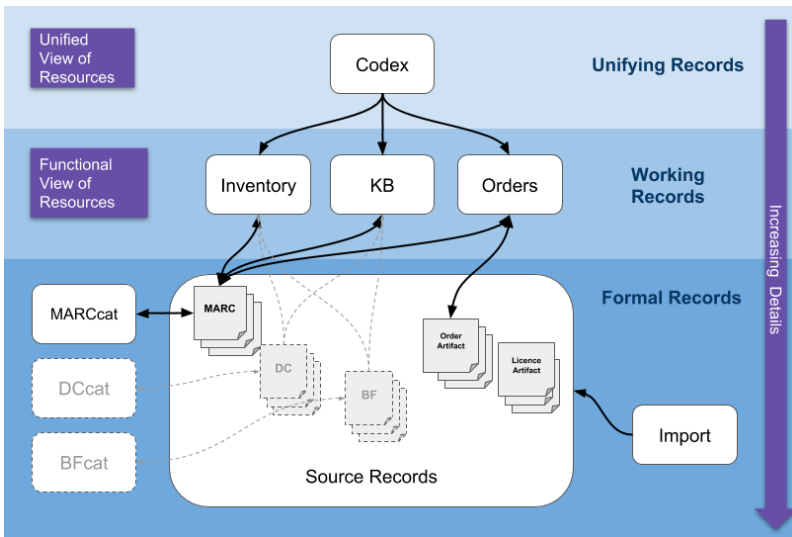 Unified
View of
Resources
Codex
Unifying Records
Functional
View of
Resources
Inventory
KB
Orders
Working
Records
Increasing Details
Formal Records
MARCcat
MARC
DCcat
DC
BFcat
BF
Order
Artifact
Licence
Artifact
Import
Source Records